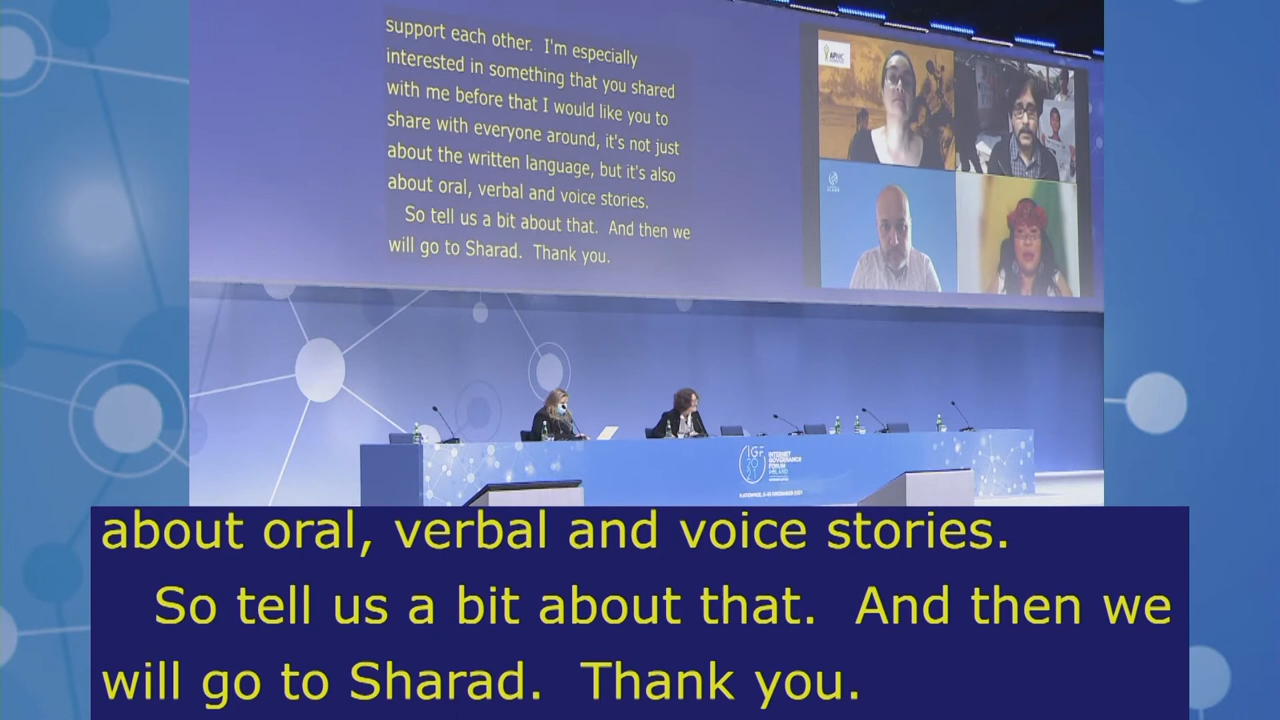 support each other.  I'm especially
interested in something that you shared
with me before that I would like you to
share with everyone around, it's not just
about the written language, but it's also
about oral, verbal and voice stories.
So tell us a bit about that.  And then we
will go to Sharad.  Thank you.
IGF
2021
INTERNET
GOVERNANCE
FORUM
POLAND
about oral, verbal and voice stories.
So tell us a bit about that.  And then we
will go to Sharad.  Thank you.